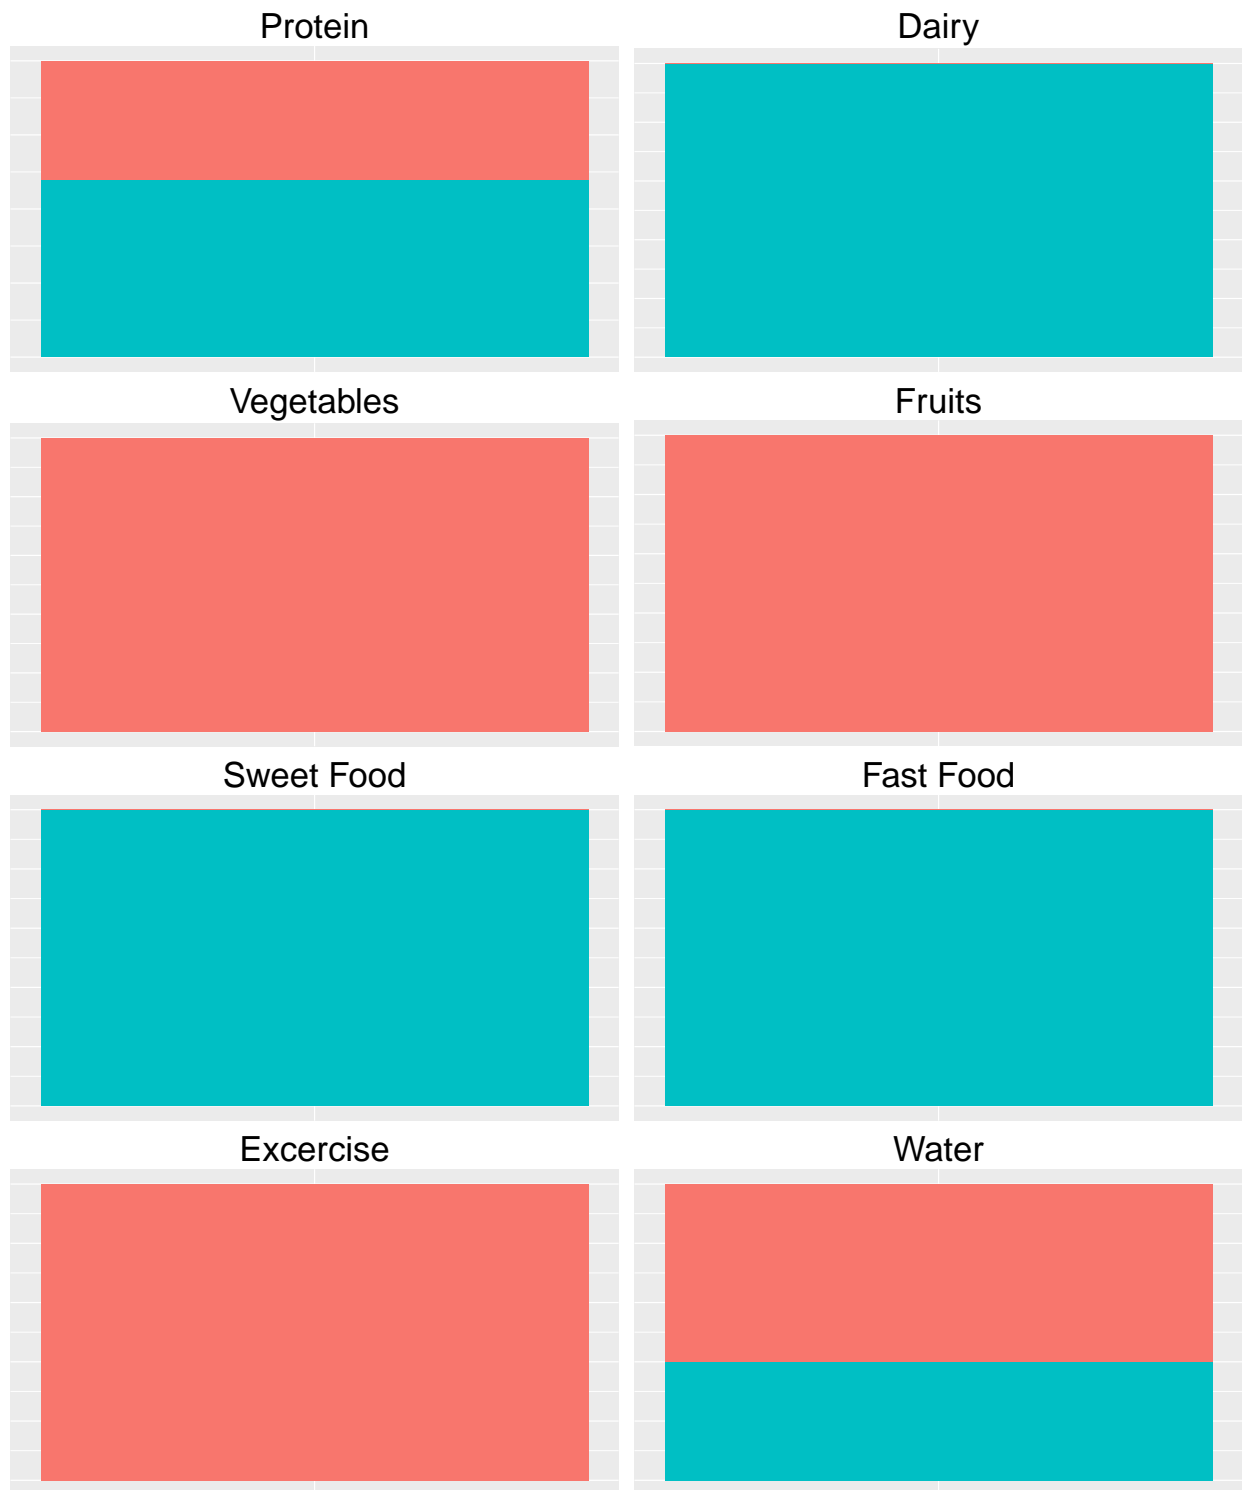 Protein
Dairy
Vegetables
Fruits
Sweet Food
Fast Food
Excercise
Water